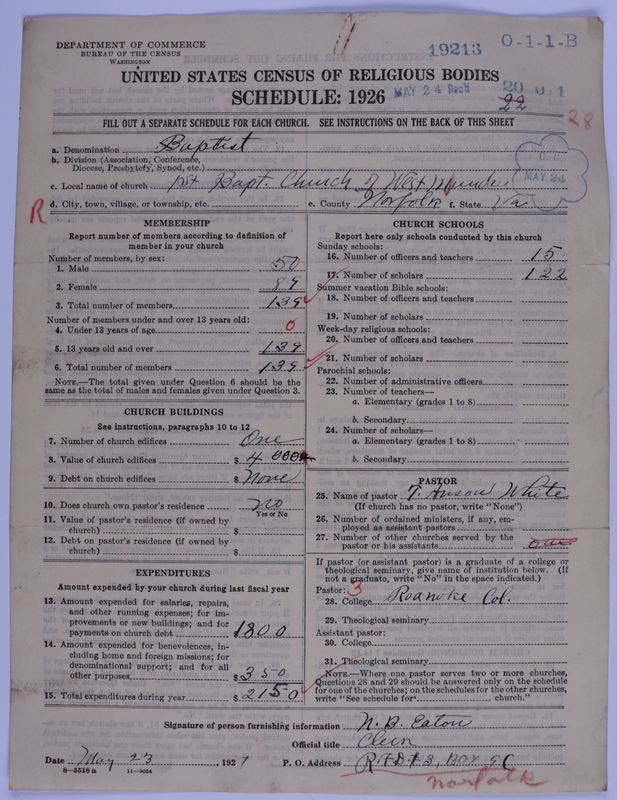 DEPARTMENT OF COMMERCE
BUREAU OF THE CENSUS
WASHINGTON
19213 0-1-1-B
UNITED STATES CENSUS OF RELIGIOUS BODIES
SCHEDULE: 1926
MAY 24 Rec'd
20 0 1
22
28
FILL OUT A SEPARATE SCHEDULE FOR EACH CHURCH. SEE INSTRUCTIONS ON THE BACK OF THIS SHEET
a. Denomination Baptist
b. Division (Association, Conference, Diocese, Presbytery, Synod, etc.)
c. Local name of church 1st Bapt. Church of West
MAY 24
R
d. City, town, village, or township, etc. e. County Norfolk f. State Va
MEMBERSHIP
Report number of members according to definition of member in your church
Number of members, by sex:
1. Male 50
2. Female 89
3. Total number of members 139
Number of members under and over 13 years old:
4. Under 13 years of age 0
5. 13 years old and over 139
6. Total number of members 139
NOTE.—The total given under Question 6 should be the same as the total of males and females given under Question 3.
CHURCH BUILDINGS
See instructions, paragraphs 10 to 12
7. Number of church edifices One
8. Value of church edifices $ 4000
9. Debt on church edifices $ None
10. Does church own pastor's residence no
Yes or No
11. Value of pastor's residence (if owned by church) $
12. Debt on pastor's residence (if owned by church) $
EXPENDITURES
Amount expended by your church during last fiscal year
13. Amount expended for salaries, repairs, and other running expenses; for improvements or new buildings; and for payments on church debt 1800
14. Amount expended for benevolences, including home and foreign missions; for denominational support; and for all other purposes $ 350
15. Total expenditures during year $ 2150
CHURCH SCHOOLS
Report here only schools conducted by this church
Sunday schools:
16. Number of officers and teachers 15
17. Number of scholars 122
Summer vacation Bible schools:
18. Number of officers and teachers
19. Number of scholars
Week-day religious schools:
20. Number of officers and teachers
21. Number of scholars
Parochial schools:
22. Number of administrative officers
23. Number of teachers—
a. Elementary (grades 1 to 8)
b. Secondary
24. Number of scholars—
a. Elementary (grades 1 to 8)
b. Secondary
PASTOR
25. Name of pastor T. Anson White
(If church has no pastor, write "None")
26. Number of ordained ministers, if any, employed as assistant pastors
27. Number of other churches served by the pastor or his assistants one
If pastor (or assistant pastor) is a graduate of a college or theological seminary, give name of institution below. (If not a graduate, write "No" in the space indicated.)
Pastor: 3
28. College Roanoke Col.
29. Theological seminary
Assistant pastor:
30. College
31. Theological seminary
NOTE.—Where one pastor serves two or more churches, Questions 28 and 29 should be answered only on the schedule for one of the churches; on the schedules for the other churches, write "See schedule for church."
Signature of person furnishing information N. B. Eaton
Official title Clerk
Date May 23, 1927 P. O. Address R.F.D. # 3, Box 9C
8-5518 a 11-9054
Norfolk